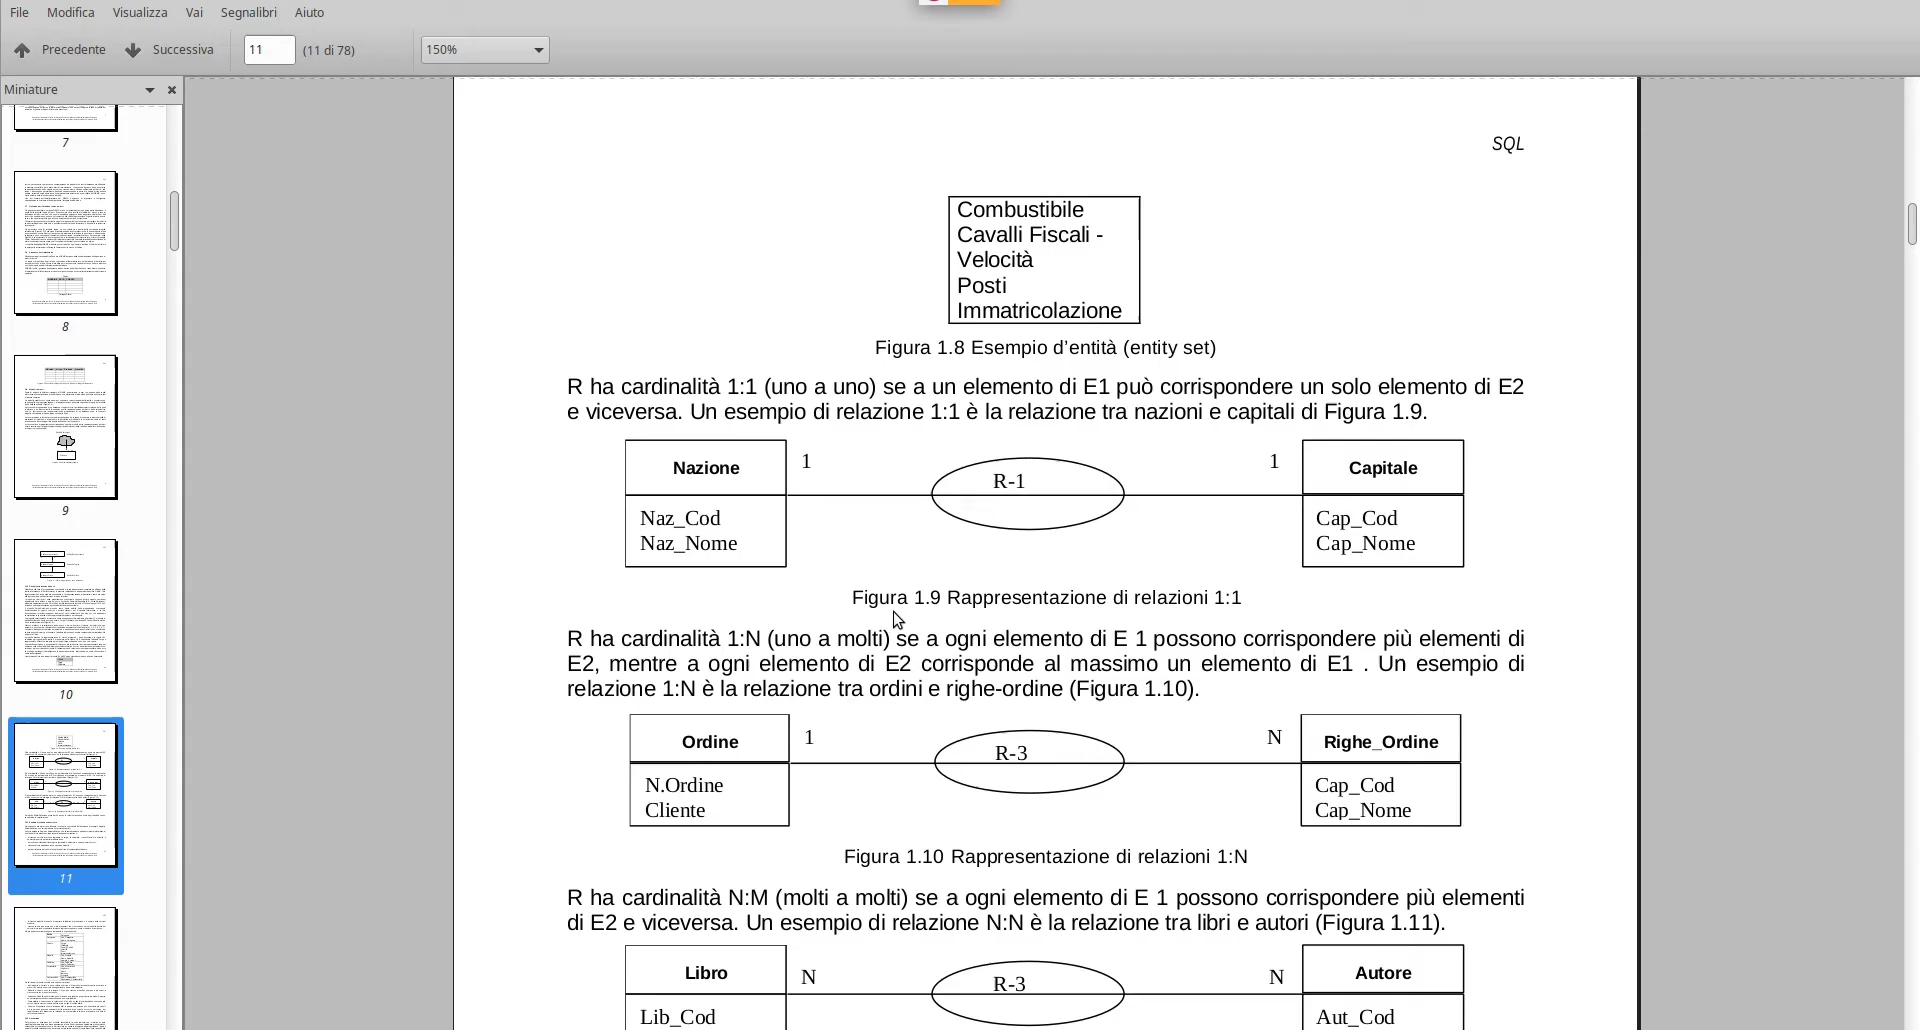 File Modifica Visualizza Vai Segnalibri Aiuto
Precedente Successiva 11 (11 di 78) 150%
Miniature
7
8
9
10
11
SQL
Combustibile
Cavalli Fiscali -
Velocità
Posti
Immatricolazione
Figura 1.8 Esempio d’entità (entity set)
R ha cardinalità 1:1 (uno a uno) se a un elemento di E1 può corrispondere un solo elemento di E2
e viceversa. Un esempio di relazione 1:1 è la relazione tra nazioni e capitali di Figura 1.9.
Nazione 1 R-1 1 Capitale
Naz_Cod Cap_Cod
Naz_Nome Cap_Nome
Figura 1.9 Rappresentazione di relazioni 1:1
R ha cardinalità 1:N (uno a molti) se a ogni elemento di E 1 possono corrispondere più elementi di
E2, mentre a ogni elemento di E2 corrisponde al massimo un elemento di E1 . Un esempio di
relazione 1:N è la relazione tra ordini e righe-ordine (Figura 1.10).
Ordine 1 R-3 N Righe_Ordine
N.Ordine Cap_Cod
Cliente Cap_Nome
Figura 1.10 Rappresentazione di relazioni 1:N
R ha cardinalità N:M (molti a molti) se a ogni elemento di E 1 possono corrispondere più elementi
di E2 e viceversa. Un esempio di relazione N:N è la relazione tra libri e autori (Figura 1.11).
Libro N R-3 N Autore
Lib_Cod Aut_Cod